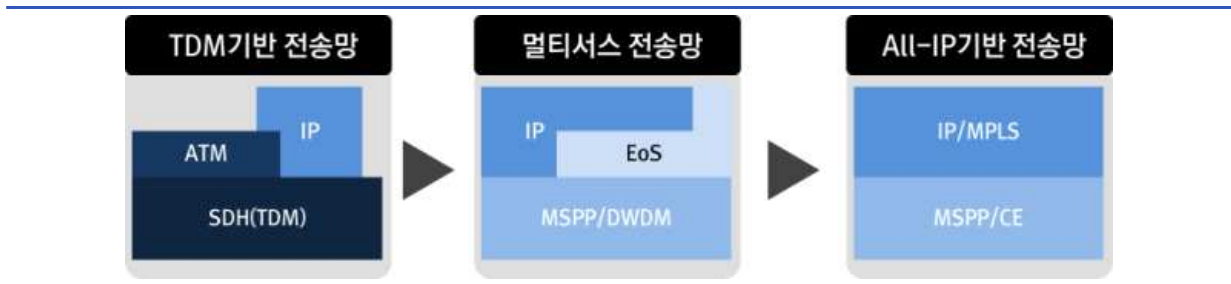 TDM기반 전송망
IP
ATM
SDH(TDM)
멀티서스 전송망
IP
EoS
MSPP/DWDM
All-IP기반 전송망
IP/MPLS
MSPP/CE